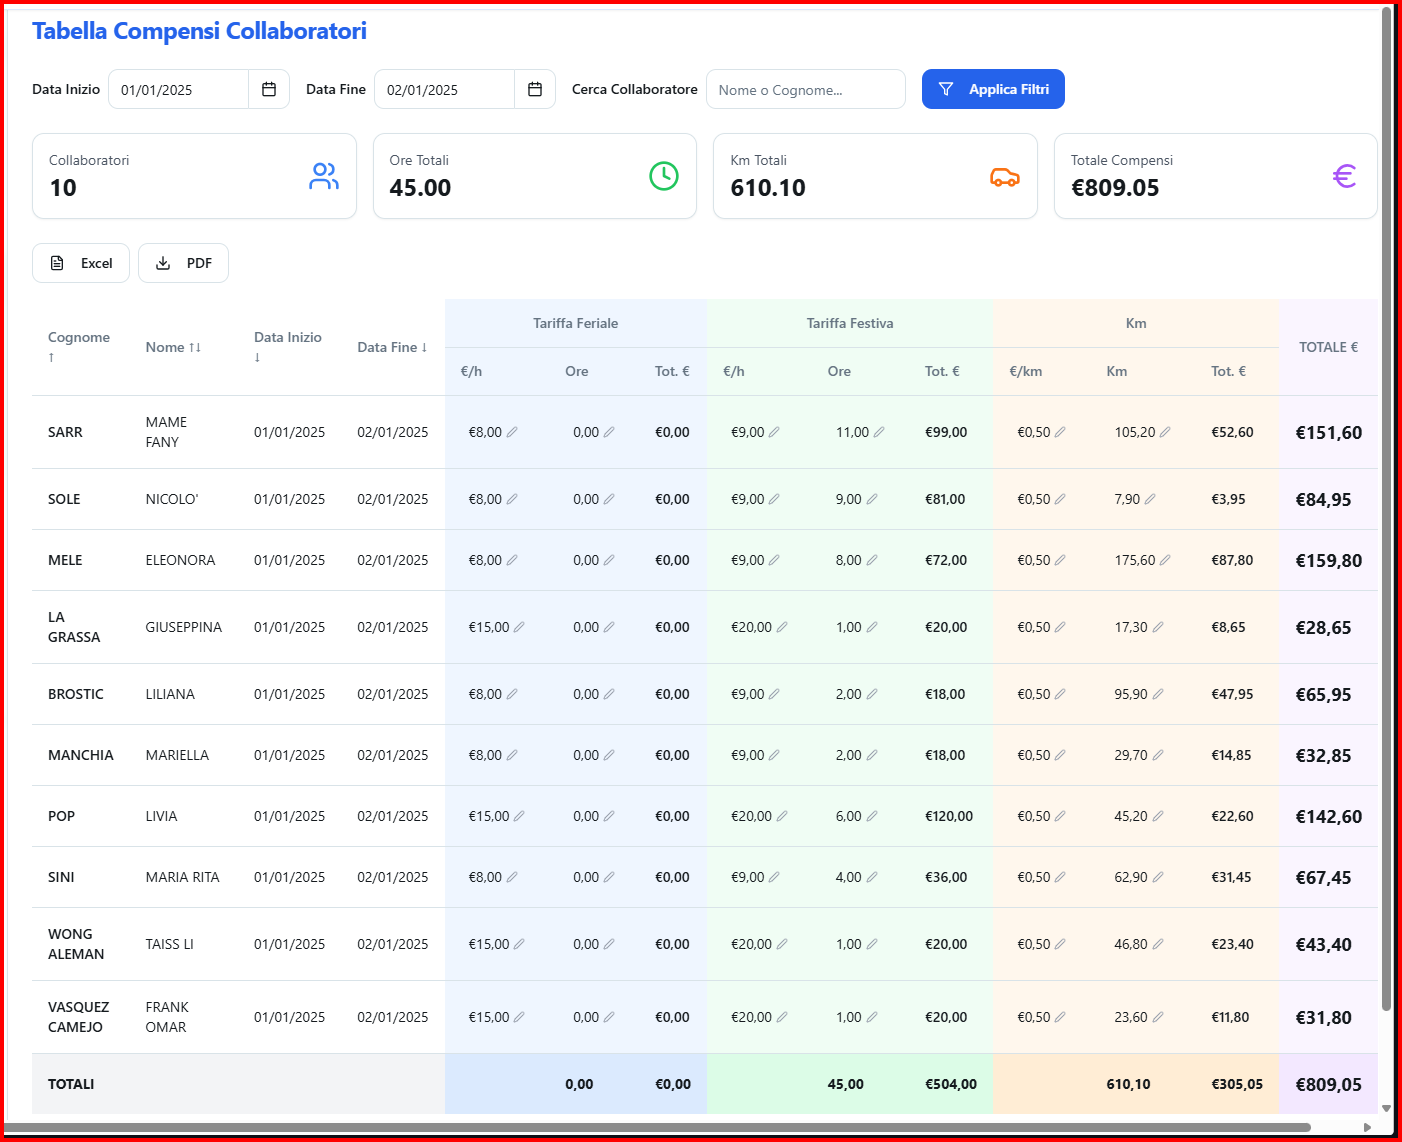 Tabella Compensi Collaboratori
Data Inizio 01/01/2025 Data Fine 02/01/2025 Cerca Collaboratore Nome o Cognome... Applica Filtri
Collaboratori Ore Totali Km Totali Totale Compensi
10 45.00 610.10 €809.05
Excel PDF
Tariffa Feriale Tariffa Festiva Km
Cognome ↑ Nome ↑↓ Data Inizio ↓ Data Fine ↓ TOTALE €
€/h Ore Tot. € €/h Ore Tot. € €/km Km Tot. €
SARR MAME FANY 01/01/2025 02/01/2025 €8,00 0,00 €0,00 €9,00 11,00 €99,00 €0,50 105,20 €52,60 €151,60
SOLE NICOLO' 01/01/2025 02/01/2025 €8,00 0,00 €0,00 €9,00 9,00 €81,00 €0,50 7,90 €3,95 €84,95
MELE ELEONORA 01/01/2025 02/01/2025 €8,00 0,00 €0,00 €9,00 8,00 €72,00 €0,50 175,60 €87,80 €159,80
LA GRASSA GIUSEPPINA 01/01/2025 02/01/2025 €15,00 0,00 €0,00 €20,00 1,00 €20,00 €0,50 17,30 €8,65 €28,65
BROSTIC LILIANA 01/01/2025 02/01/2025 €8,00 0,00 €0,00 €9,00 2,00 €18,00 €0,50 95,90 €47,95 €65,95
MANCHIA MARIELLA 01/01/2025 02/01/2025 €8,00 0,00 €0,00 €9,00 2,00 €18,00 €0,50 29,70 €14,85 €32,85
POP LIVIA 01/01/2025 02/01/2025 €15,00 0,00 €0,00 €20,00 6,00 €120,00 €0,50 45,20 €22,60 €142,60
SINI MARIA RITA 01/01/2025 02/01/2025 €8,00 0,00 €0,00 €9,00 4,00 €36,00 €0,50 62,90 €31,45 €67,45
WONG ALEMAN TAISS LI 01/01/2025 02/01/2025 €15,00 0,00 €0,00 €20,00 1,00 €20,00 €0,50 46,80 €23,40 €43,40
VASQUEZ CAMEJO FRANK OMAR 01/01/2025 02/01/2025 €15,00 0,00 €0,00 €20,00 1,00 €20,00 €0,50 23,60 €11,80 €31,80
TOTALI 0,00 €0,00 45,00 €504,00 610,10 €305,05 €809,05